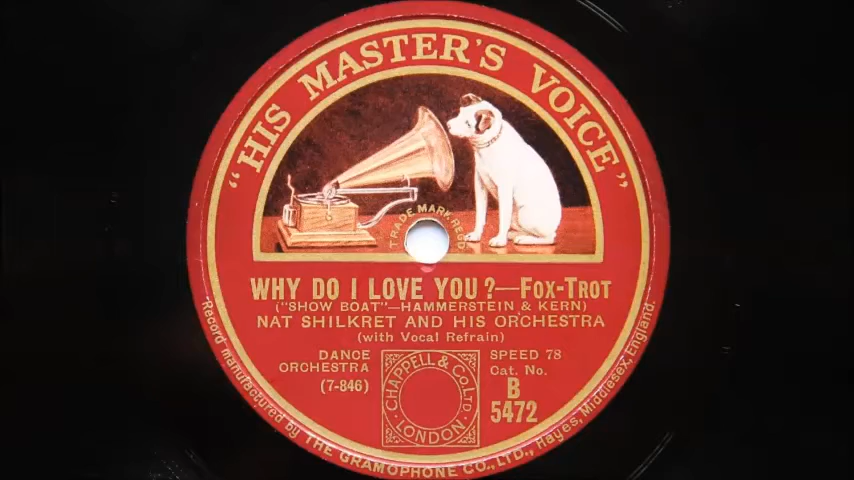 "HIS MASTER'S VOICE"
TRADE MARK REGD
WHY DO I LOVE YOU?—FOX-TROT
("SHOW BOAT"—HAMMERSTEIN & KERN)
NAT SHILKRET AND HIS ORCHESTRA
(with Vocal Refrain)
DANCE
ORCHESTRA
(7-846)
CHAPPELL & CO. LTD.
LONDON
SPEED 78
Cat. No.
B
5472
Record manufactured by THE GRAMOPHONE CO., LTD., Hayes, Middlesex, England.